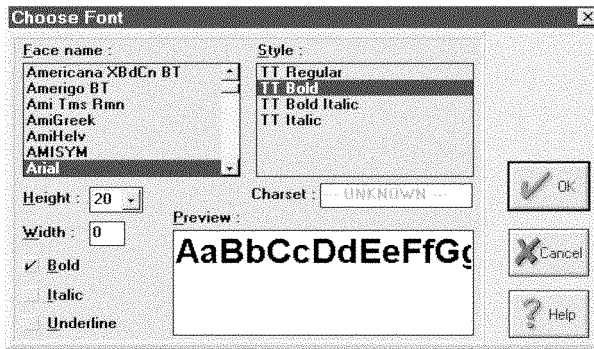 Choose Font
Face name :
Americana XBdCn BT
Amerigo BT
Ami Tms Rmn
AmiGreek
AmiHelv
AMISYM
Arial
Style :
TT Regular
TT Bold
TT Bold Italic
TT Italic
Height : 20
Charset : -- UNKNOWN --
Width : 0
Preview :
AaBbCcDdEeFfGg
Bold
Italic
Underline
OK
Cancel
Help